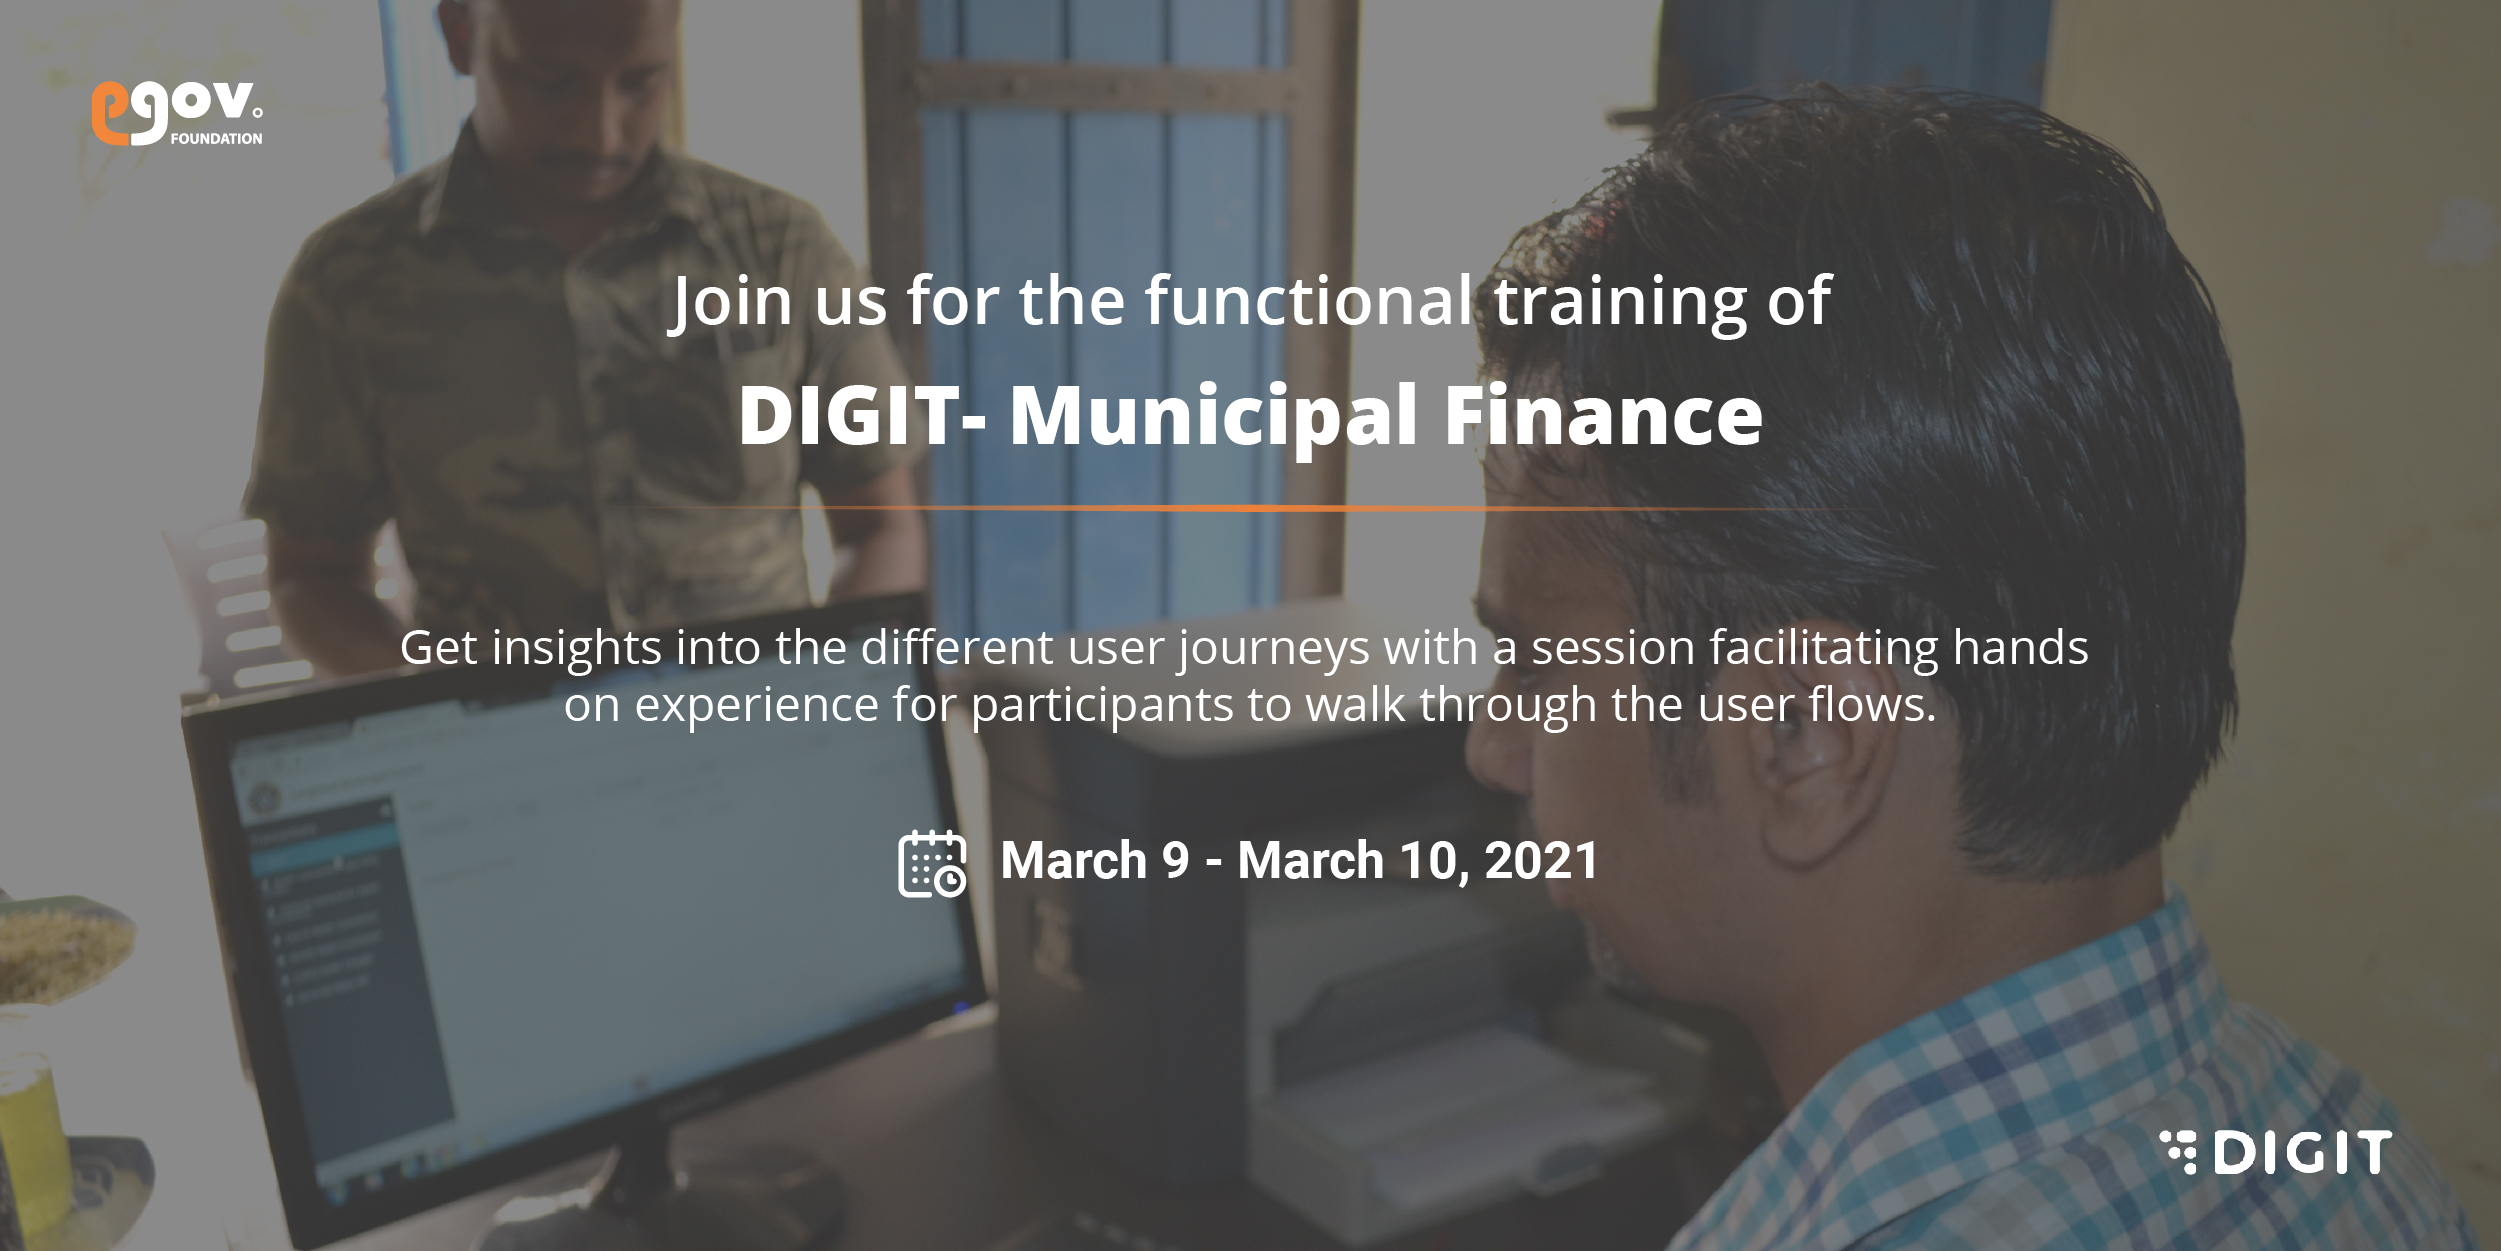 egov.
FOUNDATION
Join us for the functional training of
DIGIT- Municipal Finance
Get insights into the different user journeys with a session facilitating hands
on experience for participants to walk through the user flows.
March 9 - March 10, 2021
DIGIT